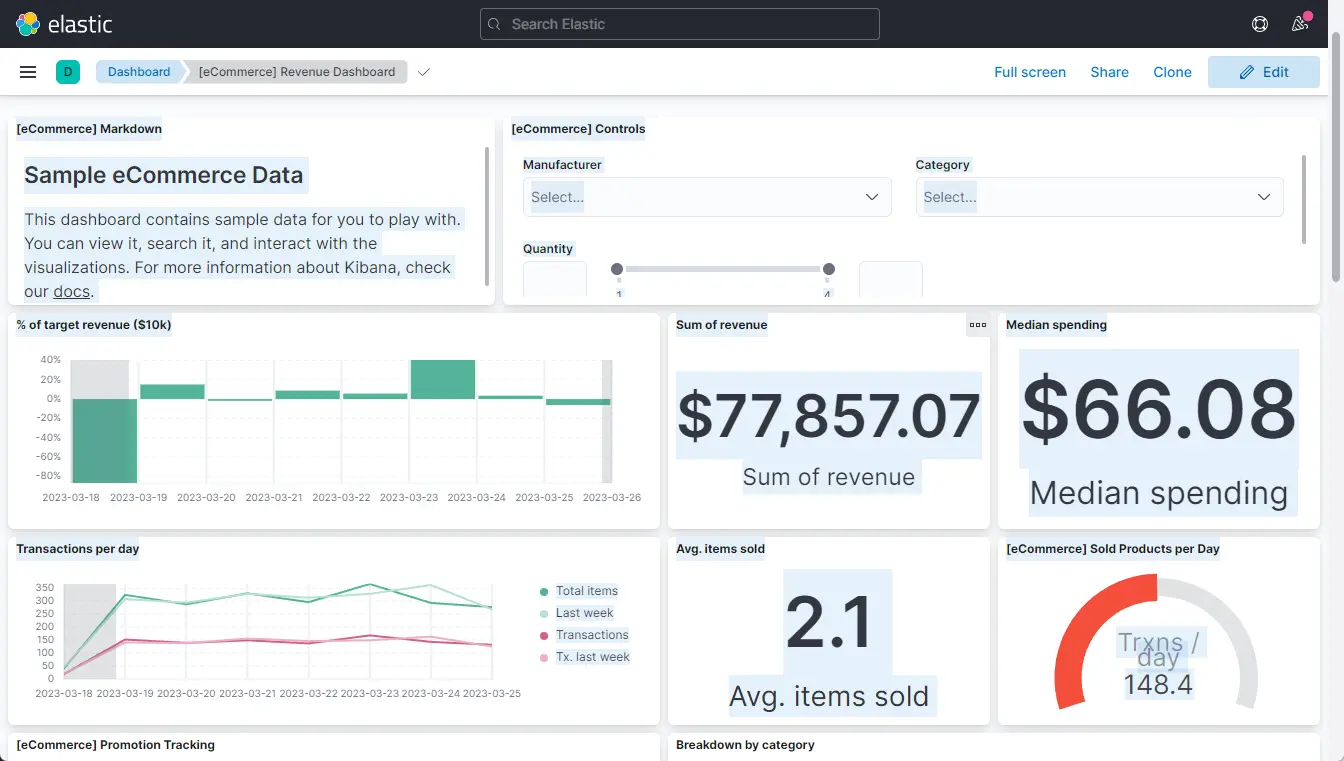 elastic
Search Elastic
D
Dashboard
[eCommerce] Revenue Dashboard
Full screen
Share
Clone
Edit
[eCommerce] Markdown
Sample eCommerce Data
This dashboard contains sample data for you to play with.
You can view it, search it, and interact with the
visualizations. For more information about Kibana, check
our docs.
[eCommerce] Controls
Manufacturer
Select...
Category
Select...
Quantity
1
4
% of target revenue ($10k)
40%
20%
0%
-20%
-40%
-60%
-80%
2023-03-18 2023-03-19 2023-03-20 2023-03-21 2023-03-22 2023-03-23 2023-03-24 2023-03-25 2023-03-26
Sum of revenue
$77,857.07
Sum of revenue
Median spending
$66.08
Median spending
Transactions per day
350
300
250
200
150
100
50
0
2023-03-18 2023-03-19 2023-03-20 2023-03-21 2023-03-22 2023-03-23 2023-03-24 2023-03-25
Total items
Last week
Transactions
Tx. last week
Avg. items sold
2.1
Avg. items sold
[eCommerce] Sold Products per Day
Trxns /
day
148.4
[eCommerce] Promotion Tracking
Breakdown by category